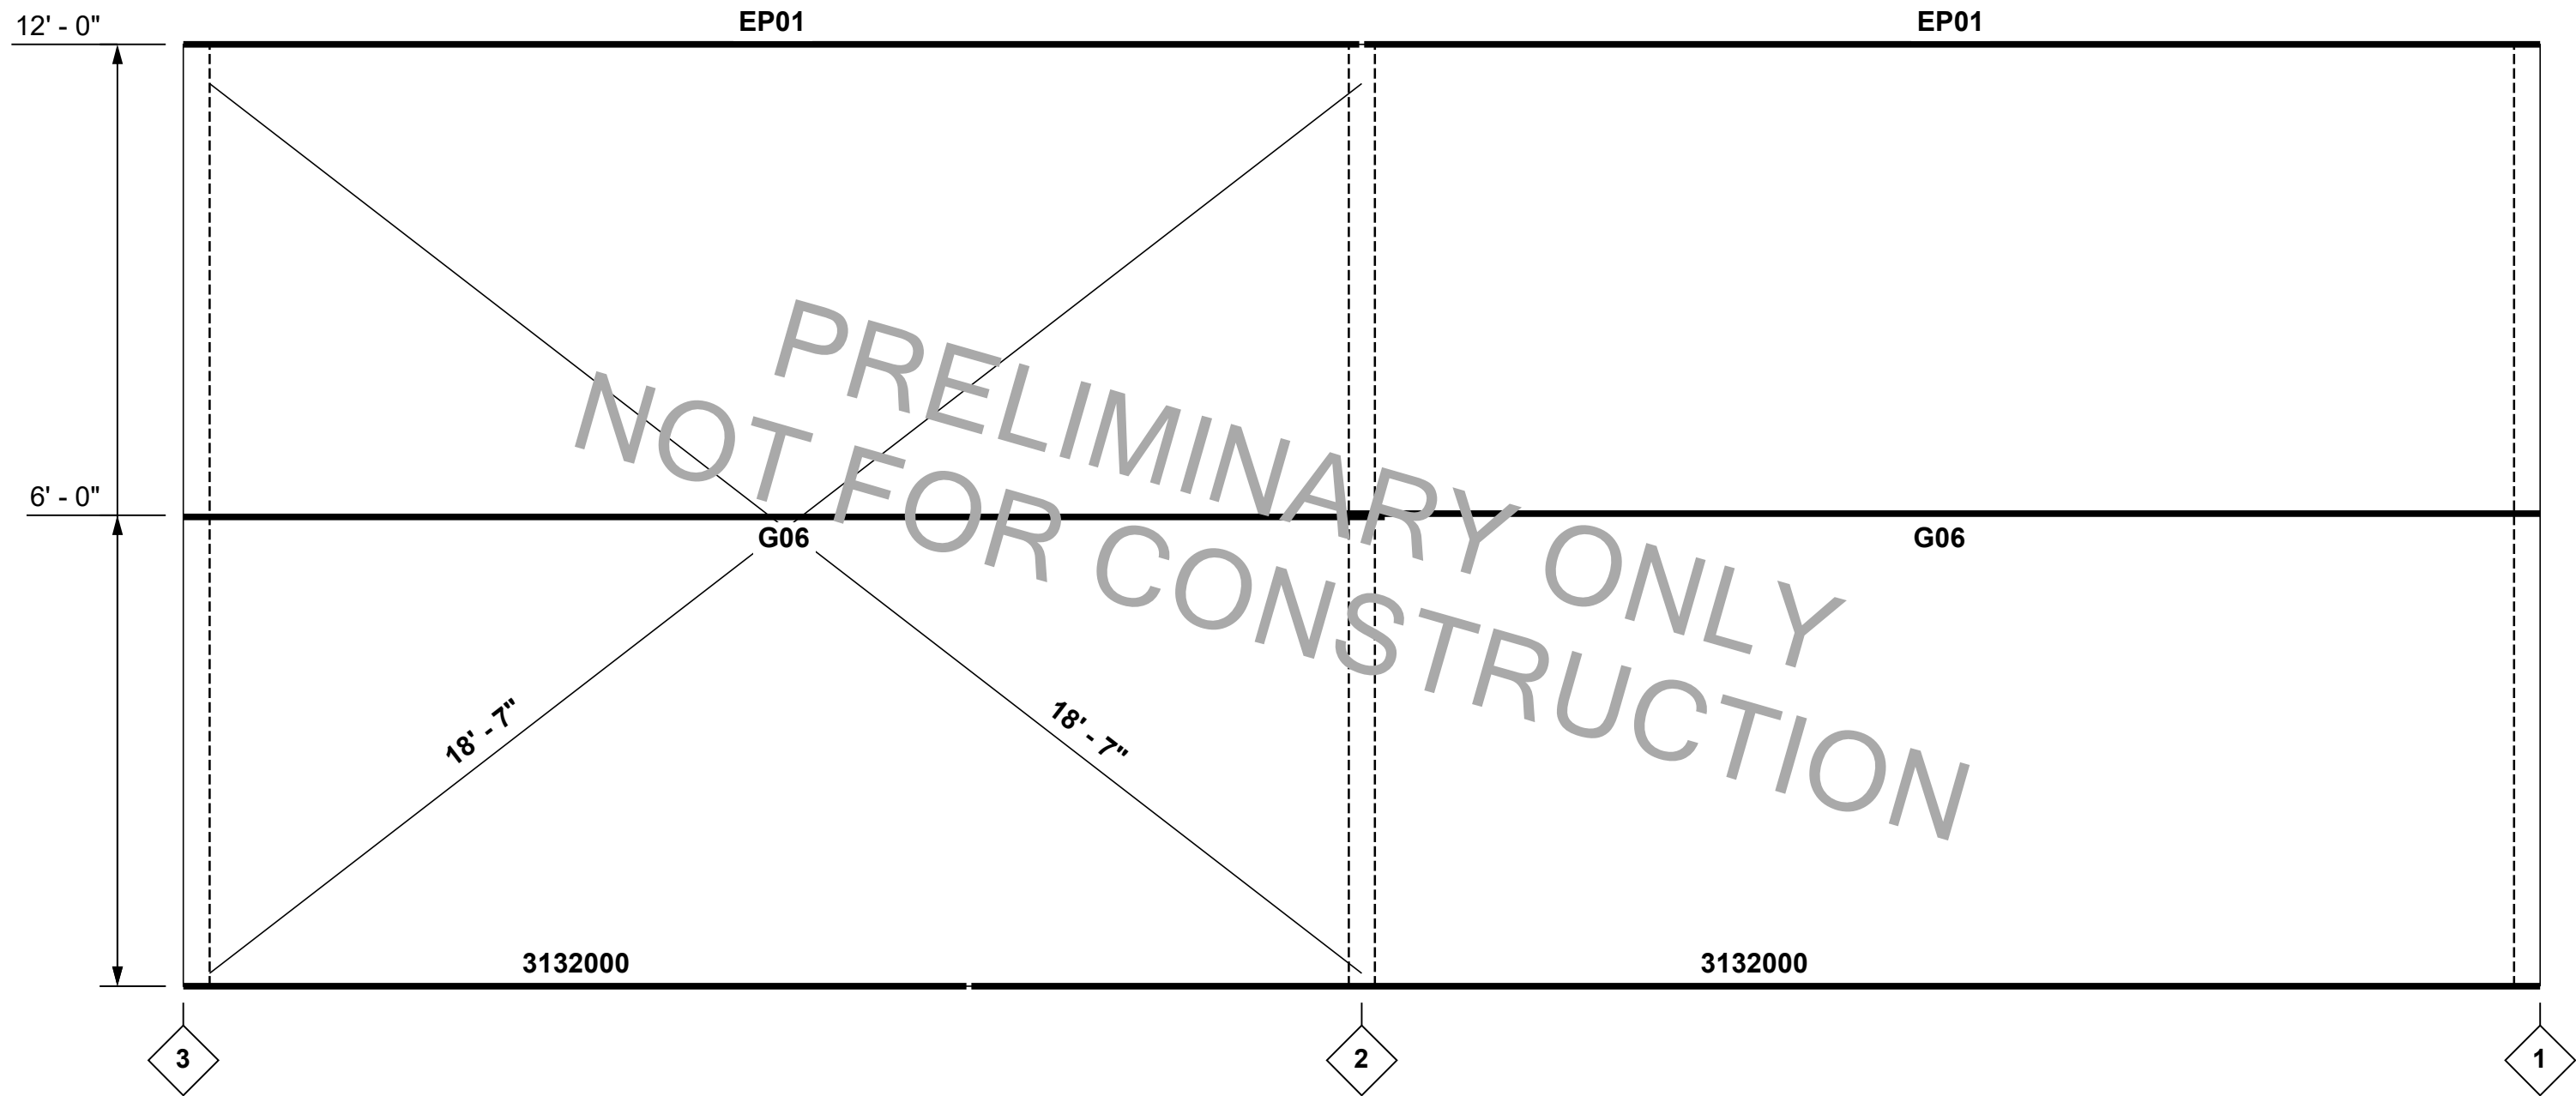 12' - 0"
EP01
EP01
PRELIMINARY ONLY
NOT FOR CONSTRUCTION
6' - 0"
G06
G06
18' - 7"
18' - 7"
3132000
3132000
3
2
1